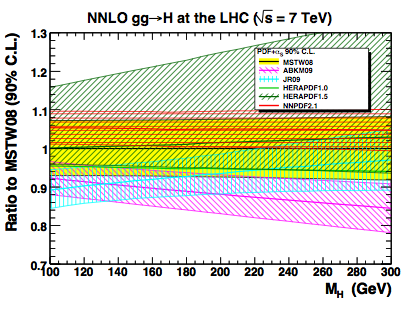 NNLO gg→H at the LHC (√s = 7 TeV)
Ratio to MSTW08 (90% C.L.)
1.3
1.2
1.1
1
0.9
0.8
0.7
PDF+αs 90% C.L.
MSTW08
ABKM09
JR09
HERAPDF1.0
HERAPDF1.5
NNPDF2.1
100 120 140 160 180 200 220 240 260 280 300
MH (GeV)